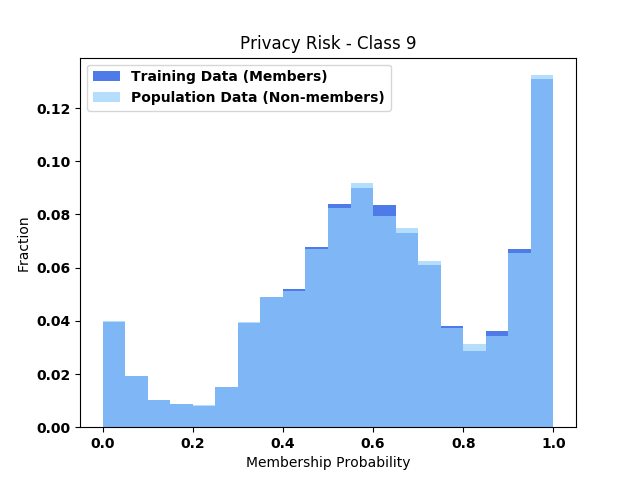 Privacy Risk - Class 9
Training Data (Members)
Population Data (Non-members)
Fraction
0.12
0.10
0.08
0.06
0.04
0.02
0.00
0.0 0.2 0.4 0.6 0.8 1.0
Membership Probability